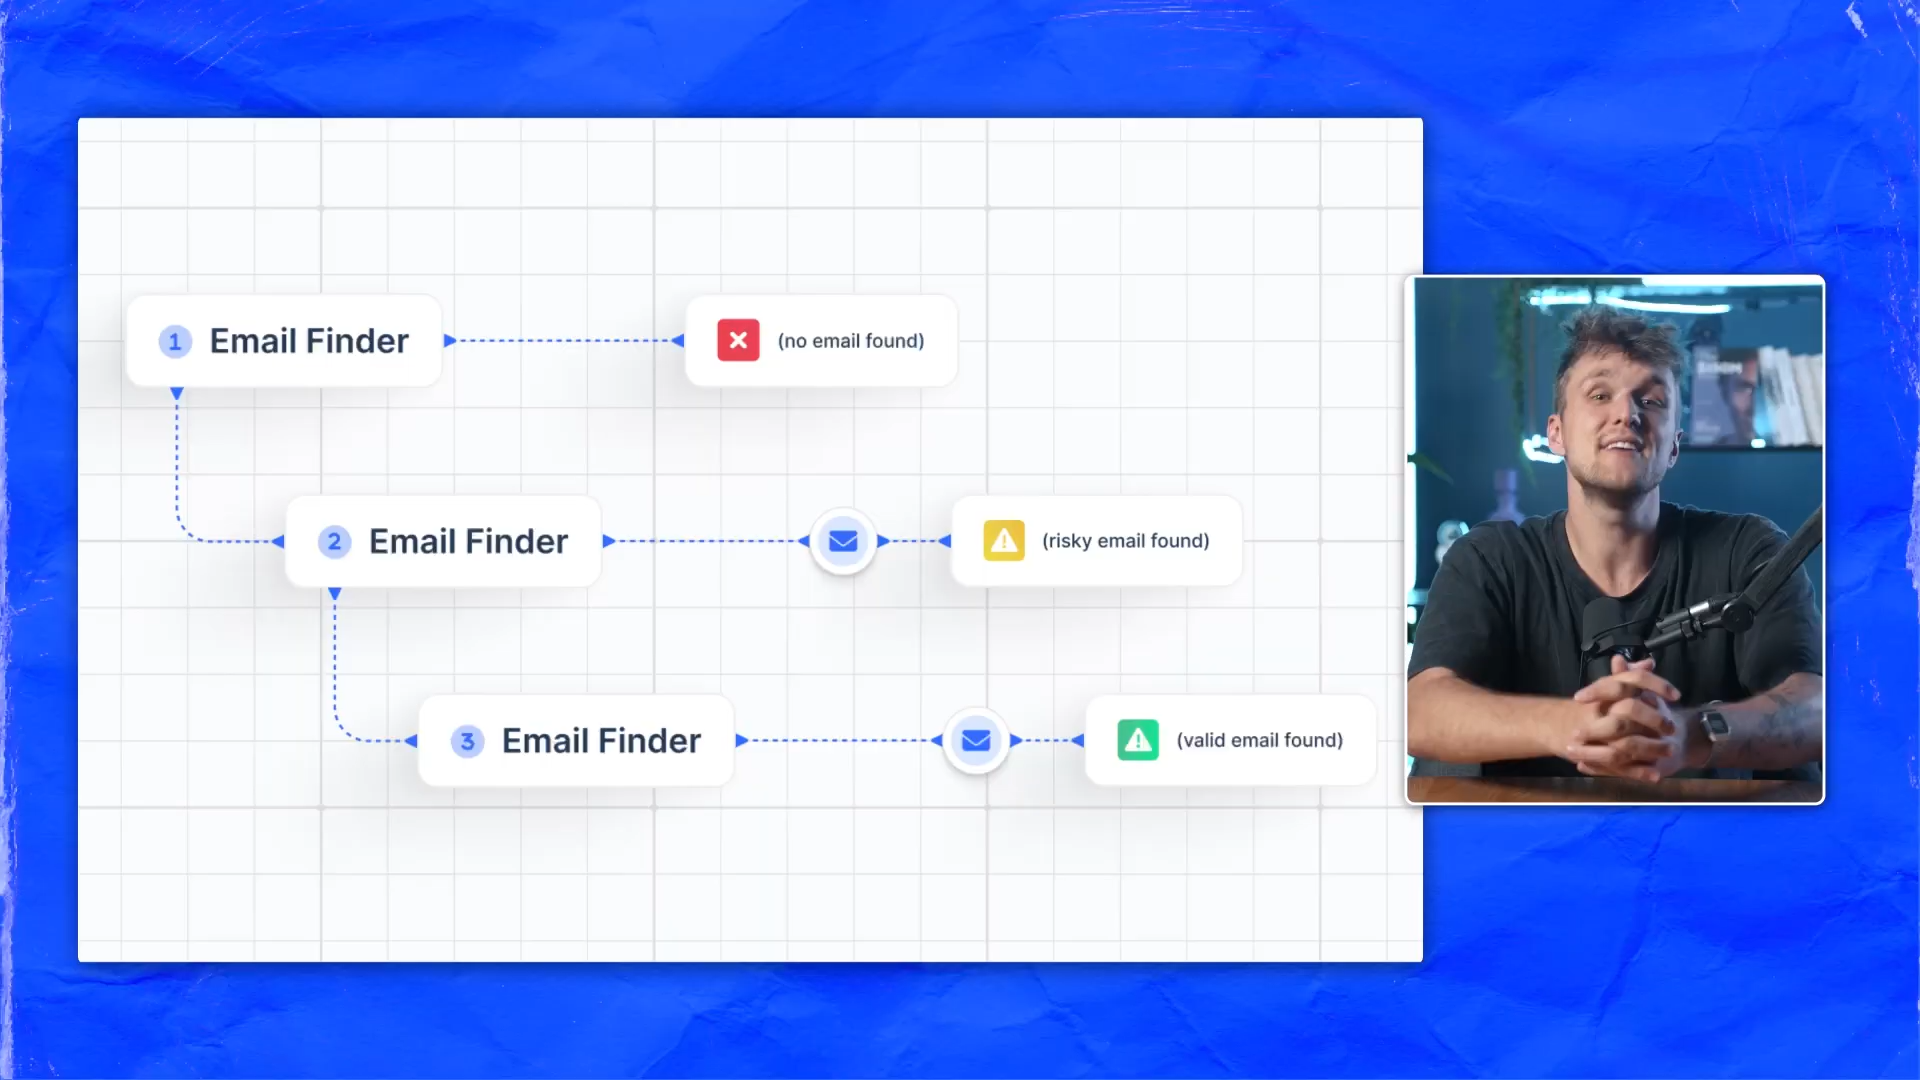 1 Email Finder
(no email found)
2 Email Finder
(risky email found)
3 Email Finder
(valid email found)